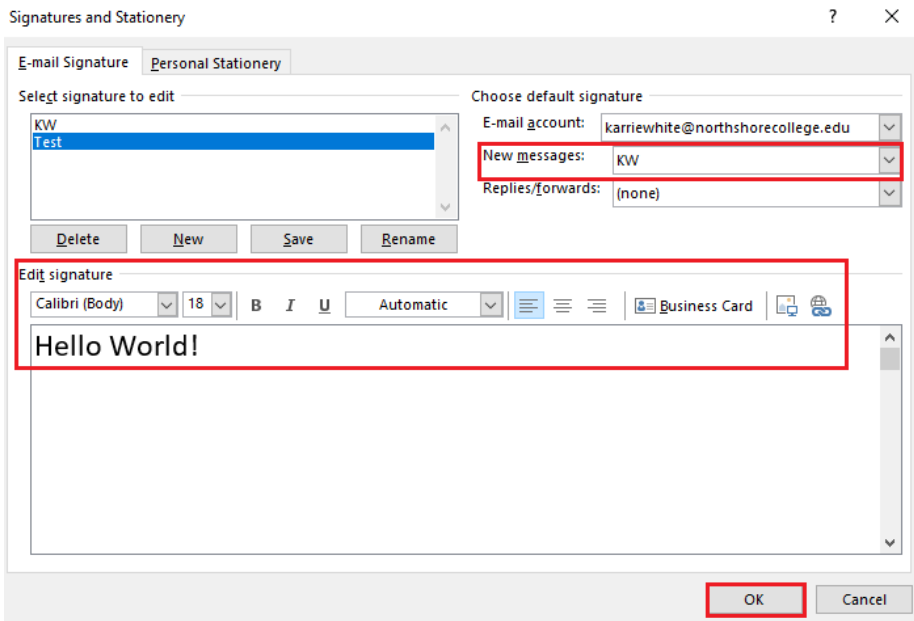 Signatures and Stationery ?
E-mail Signature Personal Stationery
Select signature to edit
KW
Test
Delete New Save Rename
Choose default signature
E-mail account: karriewhite@northshorecollege.edu
New messages: KW
Replies/forwards: (none)
Edit signature
Calibri (Body) 18 B I U Automatic Business Card
Hello World!
OK Cancel